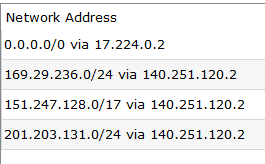 Network Address
0.0.0.0/0 via 17.224.0.2
169.29.236.0/24 via 140.251.120.2
151.247.128.0/17 via 140.251.120.2
201.203.131.0/24 via 140.251.120.2